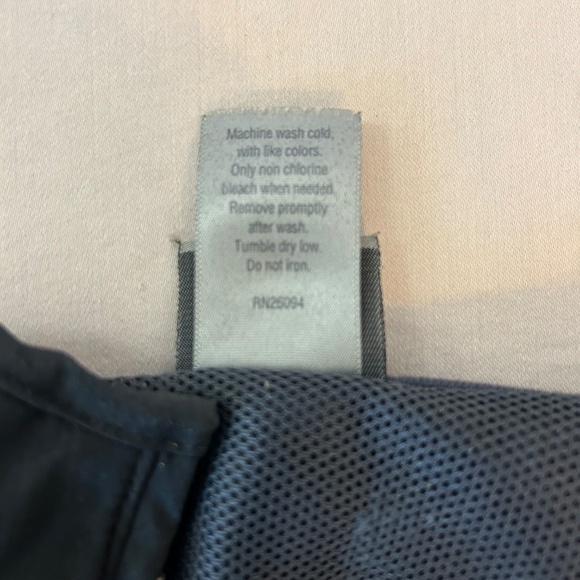 Machine wash cold,
with like colors.
Only non chlorine
bleach when needed.
Remove promptly
after wash.
Tumble dry low.
Do not iron.
RN26094